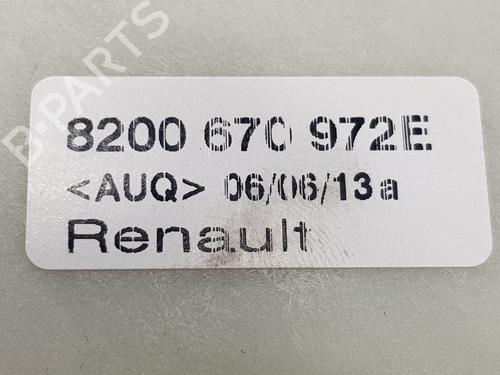 B-PARTS
8200 670 972E
<AUQ> 06/06/13 a
Renault